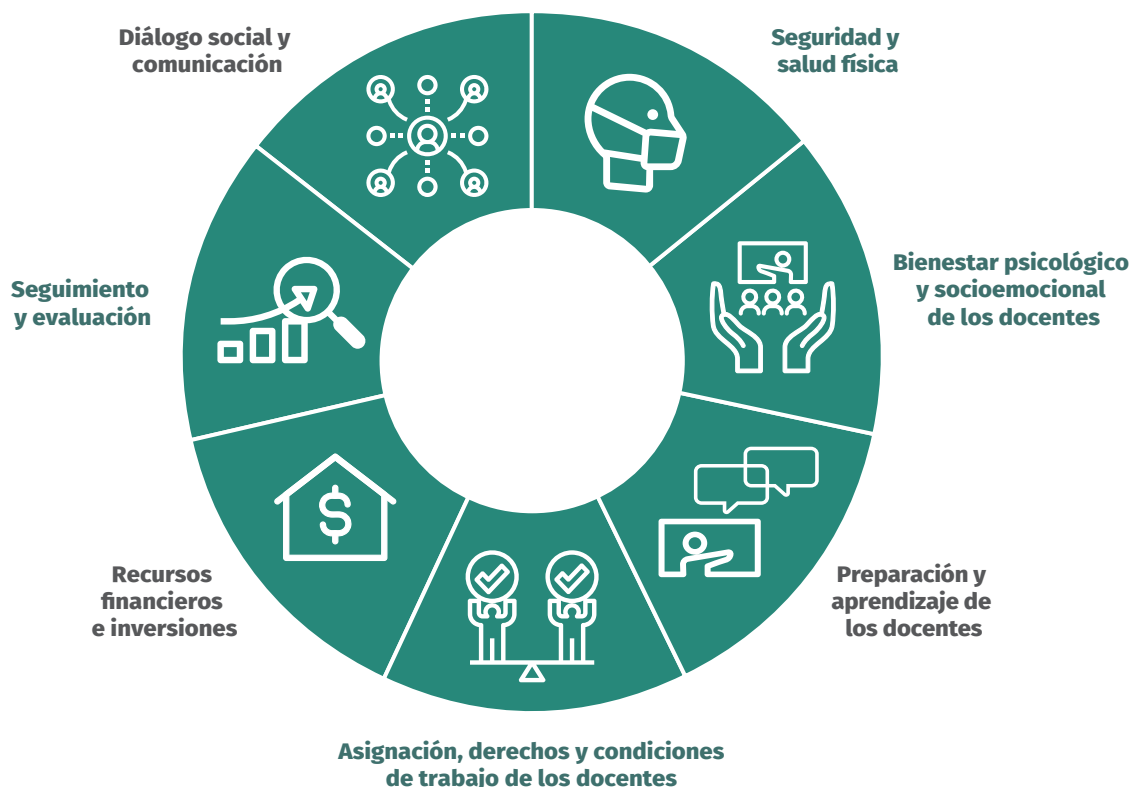 Diálogo social y
comunicación
Seguridad y
salud física
Bienestar psicológico
y socioemocional
de los docentes
Preparación y
aprendizaje de
los docentes
Asignación, derechos y condiciones
de trabajo de los docentes
Recursos
financieros
e inversiones
$
Seguimiento
y evaluación